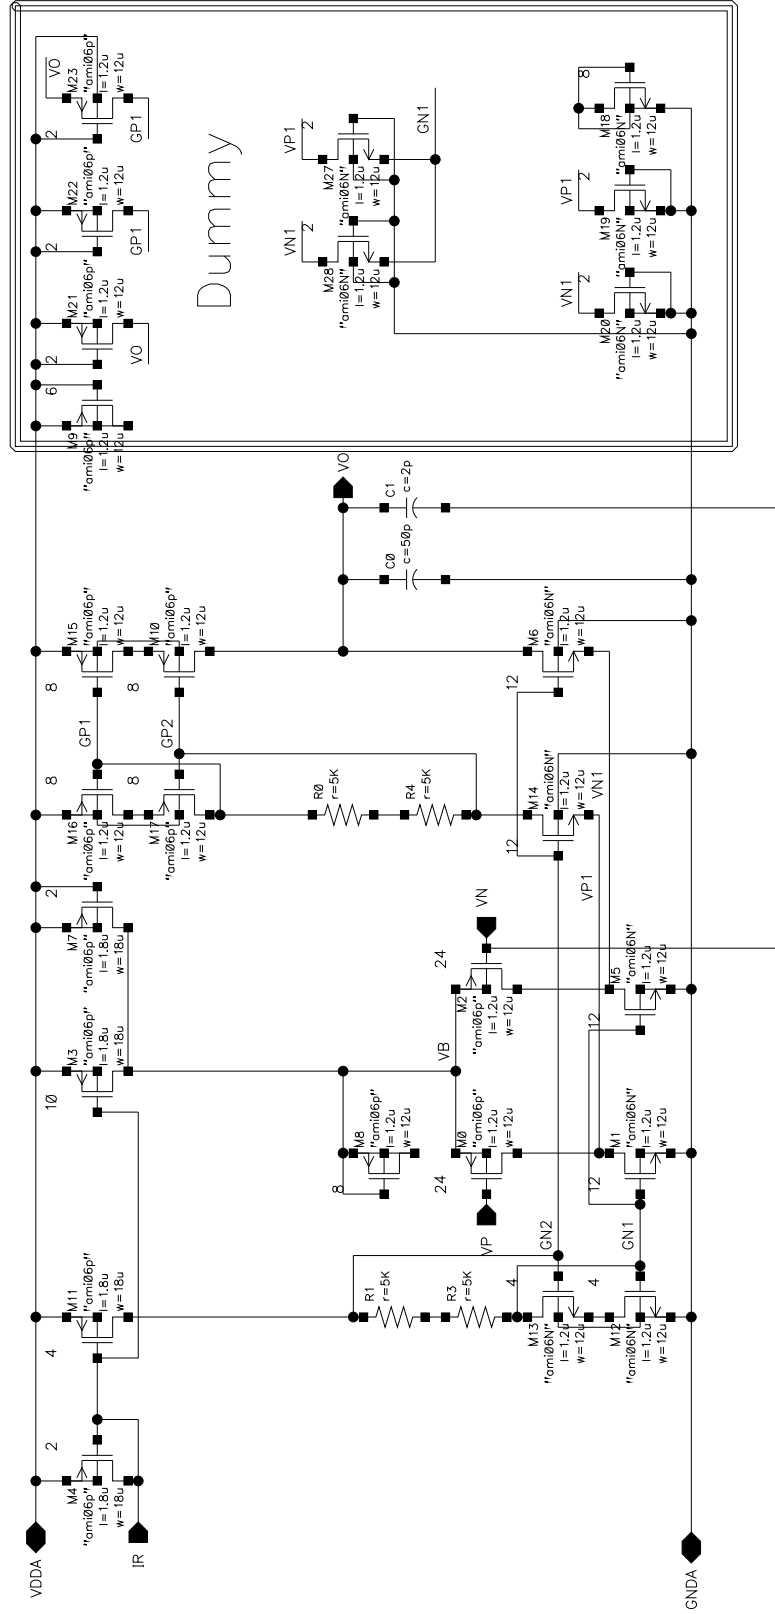 VDDA
IR
GNDA
2
M4
"ami06p"
l=1.8u
w=18u
4
M11
"ami06p"
l=1.8u
w=18u
R1
r=5K
R3
r=5K
4
M13
"ami06N"
l=1.2u
w=12u
4
M12
"ami06N"
l=1.2u
w=12u
GN2
GN1
10
M3
"ami06p"
l=1.8u
w=18u
2
M7
"ami06p"
l=1.8u
w=18u
8
M8
"ami06p"
l=1.2u
w=12u
24
M0
"ami06p"
l=1.2u
w=12u
VP
VB
24
M2
"ami06p"
l=1.2u
w=12u
VN
12
M1
"ami06N"
l=1.2u
w=12u
12
M5
"ami06N"
l=1.2u
w=12u
VP1
VN1
8
M16
"ami06p"
l=1.2u
w=12u
8
M17
"ami06p"
l=1.2u
w=12u
GP1
GP2
8
M15
"ami06p"
l=1.2u
w=12u
8
M10
"ami06p"
l=1.2u
w=12u
R0
r=5K
R4
r=5K
12
M14
"ami06N"
l=1.2u
w=12u
12
M6
"ami06N"
l=1.2u
w=12u
C0
c=50p
C1
c=2p
VO
6
M9
"ami06p"
l=1.2u
w=12u
2
M21
"ami06p"
l=1.2u
w=12u
VO
2
M22
"ami06p"
l=1.2u
w=12u
GP1
2
M23
"ami06p"
l=1.2u
w=12u
VO
GP1
Dummy
VN1
2
M28
"ami06N"
l=1.2u
w=12u
VP1
2
M27
"ami06N"
l=1.2u
w=12u
GN1
VN1
2
M20
"ami06N"
l=1.2u
w=12u
VP1
2
M19
"ami06N"
l=1.2u
w=12u
8
M18
"ami06N"
l=1.2u
w=12u